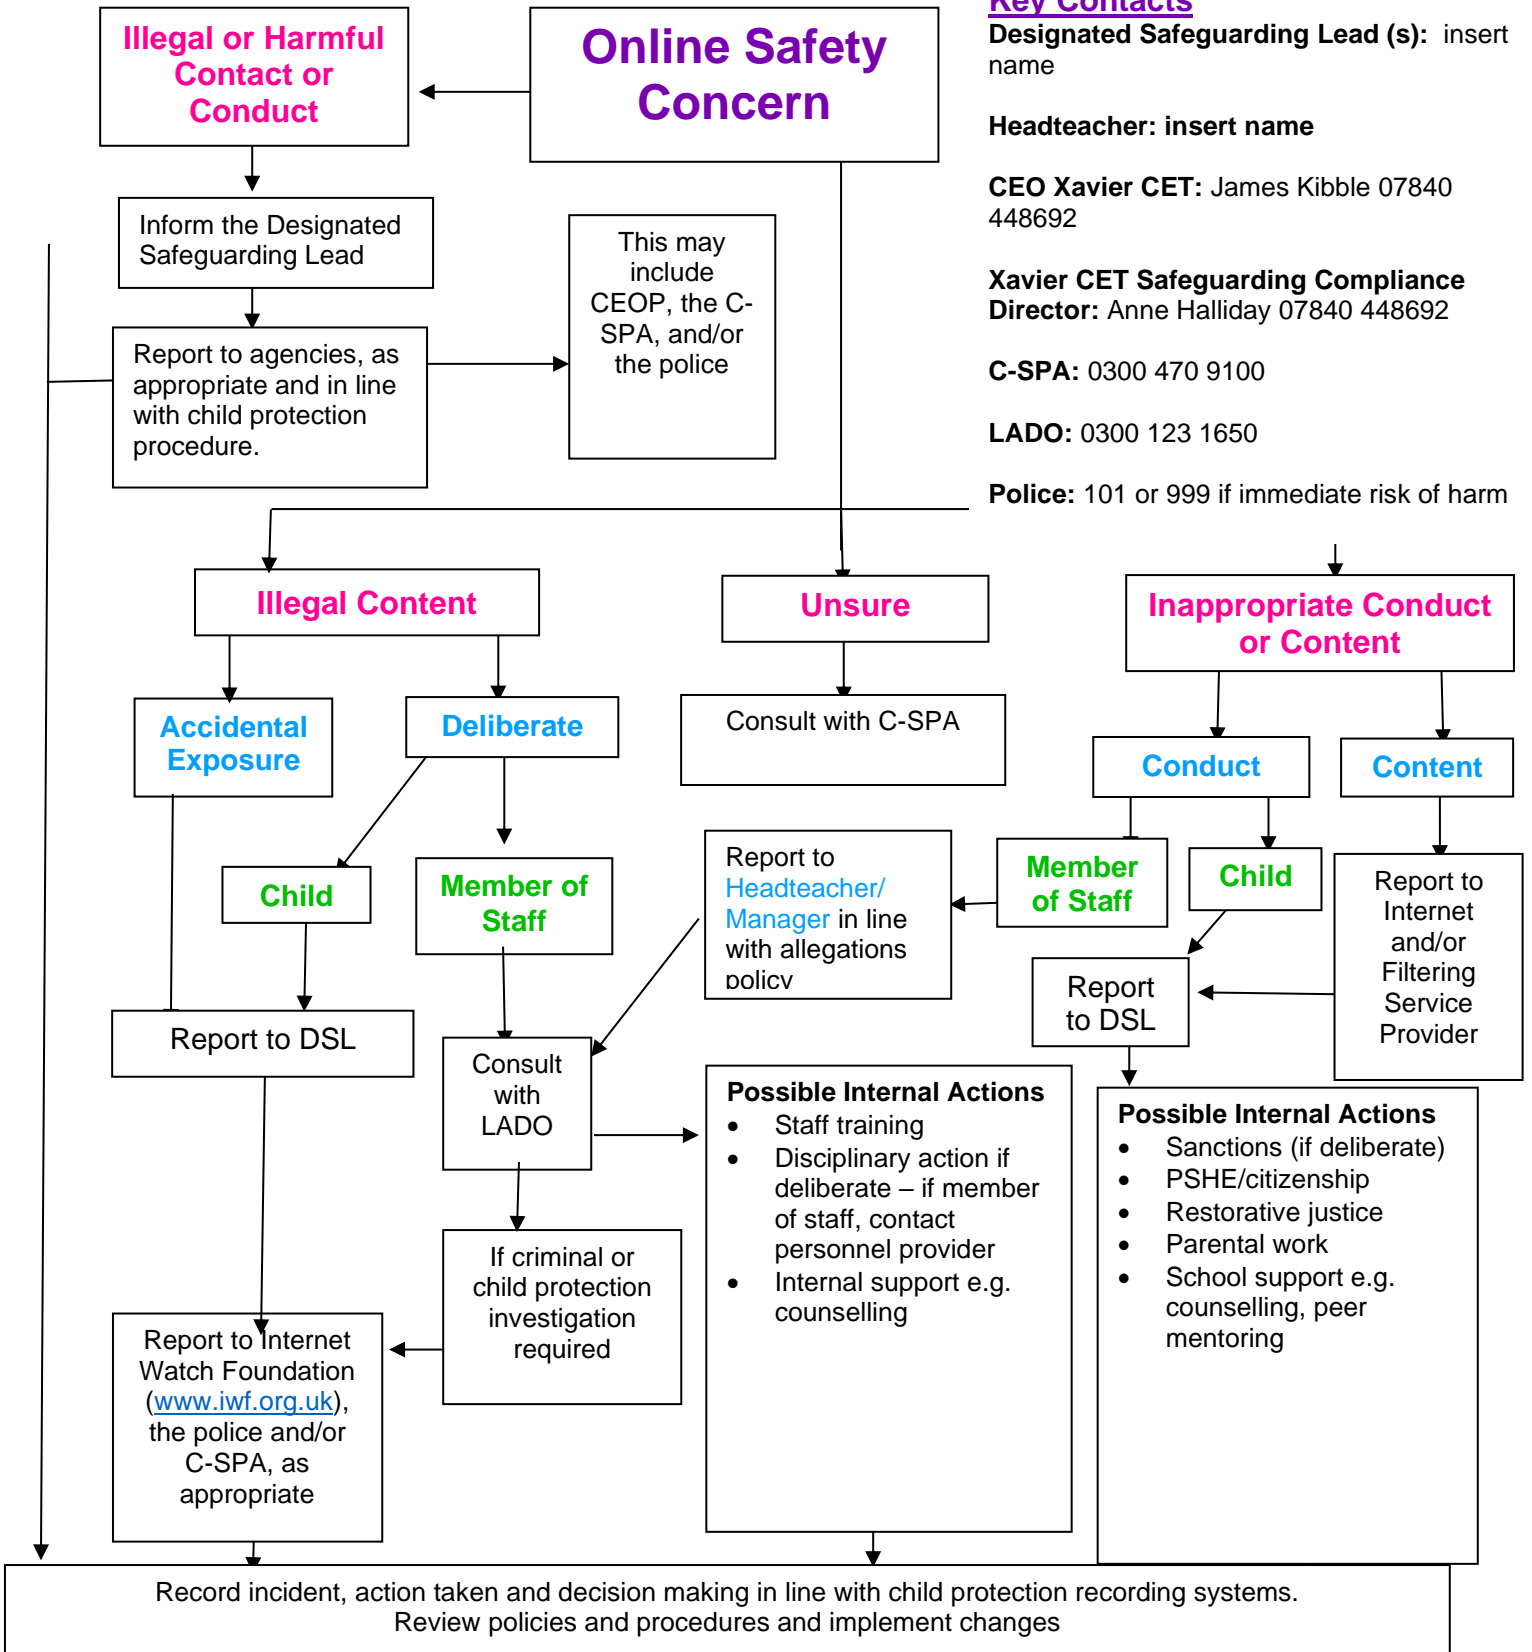 Key Contacts
Designated Safeguarding Lead (s): insert
name
Headteacher: insert name
CEO Xavier CET: James Kibble 07840
448692
Xavier CET Safeguarding Compliance
Director: Anne Halliday 07840 448692
C-SPA: 0300 470 9100
LADO: 0300 123 1650
Police: 101 or 999 if immediate risk of harm
Online Safety
Concern
Illegal or Harmful
Contact or
Conduct
Inform the Designated
Safeguarding Lead
Report to agencies, as
appropriate and in line
with child protection
procedure.
This may
include
CEOP, the C-
SPA, and/or
the police
Illegal Content
Unsure
Inappropriate Conduct
or Content
Accidental
Exposure
Deliberate
Consult with C-SPA
Conduct
Content
Child
Member of
Staff
Report to
Headteacher/
Manager in line
with allegations
policy
Member
of Staff
Child
Report to
Internet
and/or
Filtering
Service
Provider
Report to DSL
Consult
with
LADO
Report
to DSL
If criminal or
child protection
investigation
required
Report to Internet
Watch Foundation
(www.iwf.org.uk),
the police and/or
C-SPA, as
appropriate
Possible Internal Actions
• Staff training
• Disciplinary action if
deliberate – if member
of staff, contact
personnel provider
• Internal support e.g.
counselling
Possible Internal Actions
• Sanctions (if deliberate)
• PSHE/citizenship
• Restorative justice
• Parental work
• School support e.g.
counselling, peer
mentoring
Record incident, action taken and decision making in line with child protection recording systems.
Review policies and procedures and implement changes